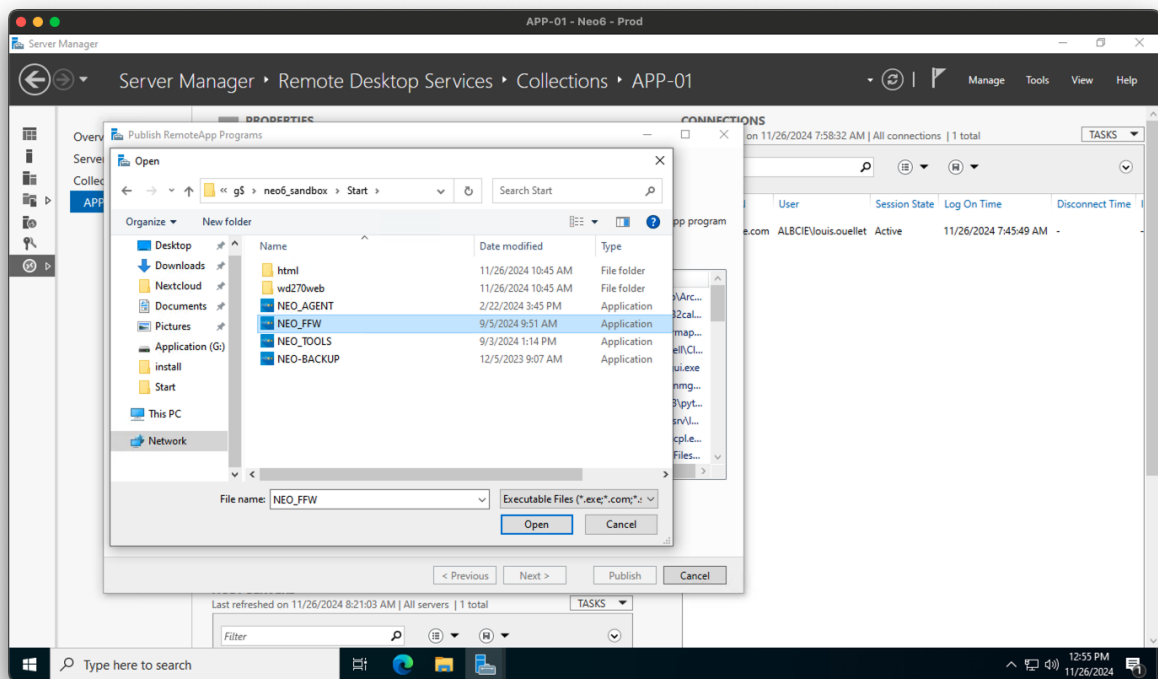 APP-01 - Neo6 - Prod
Server Manager
Server Manager ‣ Remote Desktop Services ‣ Collections ‣ APP-01
Manage Tools View Help
PROPERTIES
CONNECTIONS
on 11/26/2024 7:58:32 AM | All connections | 1 total
TASKS
Publish RemoteApp Programs
Open
« g$ › neo6_sandbox › Start ›
Search Start
Organize
New folder
Desktop
Downloads
Nextcloud
Documents
Pictures
Application (G:)
install
Start
This PC
Network
Name Date modified Type
html 11/26/2024 10:45 AM File folder
wd270web 11/26/2024 10:45 AM File folder
NEO_AGENT 2/22/2024 3:45 PM Application
NEO_FFW 9/5/2024 9:51 AM Application
NEO_TOOLS 9/3/2024 1:14 PM Application
NEO-BACKUP 12/5/2023 9:07 AM Application
File name: NEO_FFW
Executable Files (*.exe;*.com;*.s
Open
Cancel
program
ui.exe
Files...
< Previous
Next >
Publish
Cancel
User Session State Log On Time Disconnect Time
e.com ALBCIE\louis.ouellet Active 11/26/2024 7:45:49 AM -
Last refreshed on 11/26/2024 8:21:03 AM | All servers | 1 total
TASKS
Filter
Type here to search
12:55 PM
11/26/2024
1